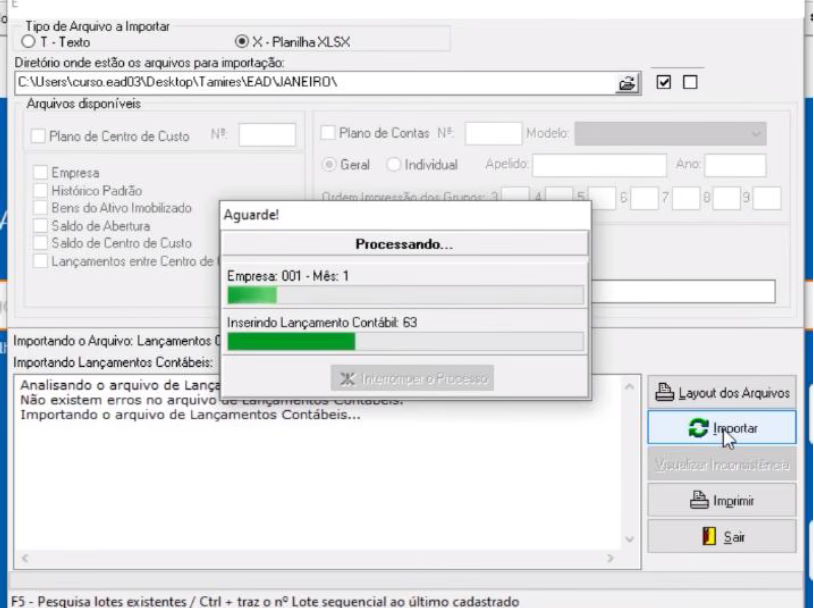 Tipo de Arquivo a Importar
T - Texto X - Planilha XLSX
Diretório onde estão os arquivos para importação:
C:\Users\curso.ead03\Desktop\Tamires\EAD\JANEIRO\
Arquivos disponíveis
Plano de Centro de Custo Nº:
Plano de Contas Nº: Modelo:
Geral Individual Apelido: Ano:
Ordem Impressão dos Grupos: 3 4 5 6 7 8 9
Empresa
Histórico Padrão
Bens do Ativo Imobilizado
Saldo de Abertura
Saldo de Centro de Custo
Lançamentos entre Centro de
Aguarde!
Processando...
Empresa: 001 - Mês: 1
Inserindo Lançamento Contábil: 63
Interromper o Processo
Importando o Arquivo: Lançamentos
Importando Lançamentos Contábeis:
Analisando o arquivo de Lança
Não existem erros no arquivo de Lançamentos Contábeis.
Importando o arquivo de Lançamentos Contábeis...
Layout dos Arquivos
Importar
Visualizar Inconsistência
Imprimir
Sair
F5 - Pesquisa lotes existentes / Ctrl + traz o nº Lote sequencial ao último cadastrado